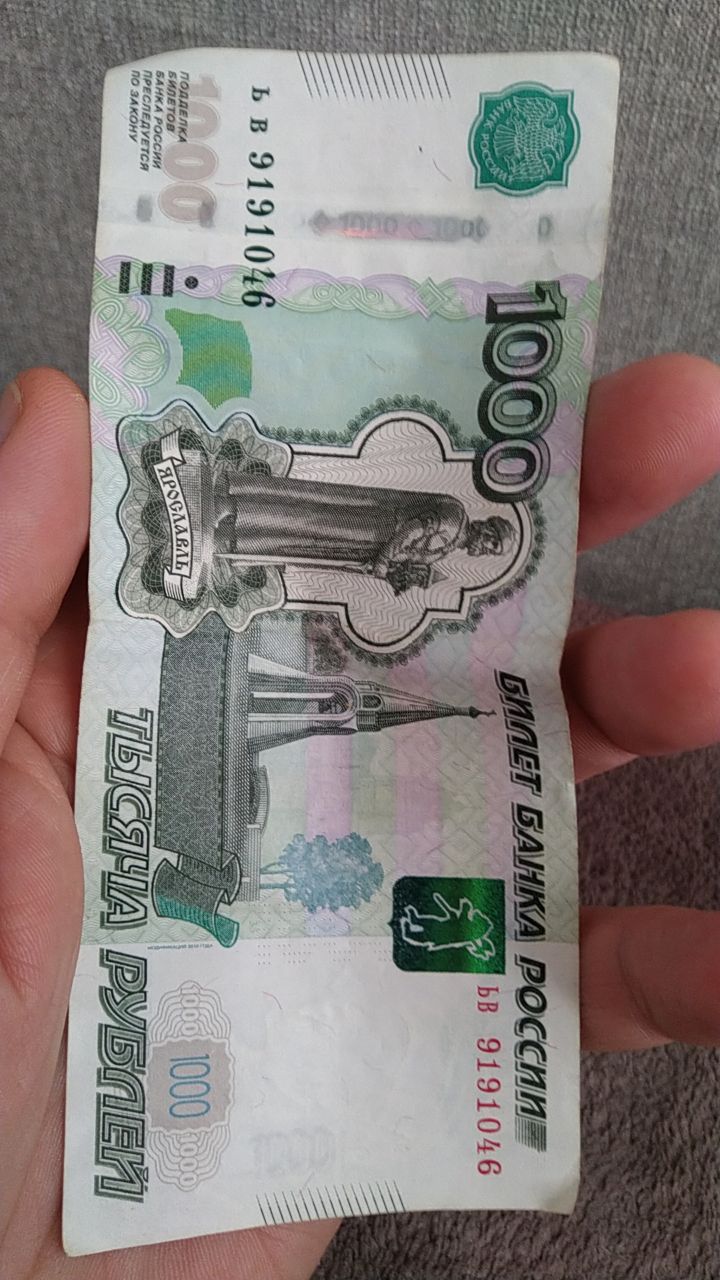 БАНК РОССИИ
1000
БИЛЕТ БАНКА РОССИИ
ЬВ 9191046
ь в 9191046
1000
ПОДДЕЛКА
БИЛЕТОВ
БАНКА РОССИИ
ПРЕСЛЕДУЕТСЯ
ПО ЗАКОНУ
ЯРОСЛАВЛЬ
1000 1000 1000
ТЫСЯЧА РУБЛЕЙ